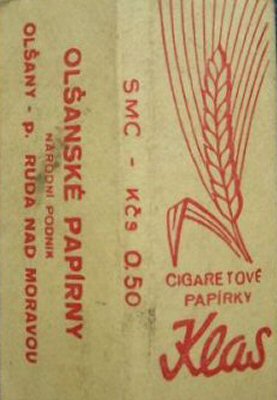 OLŠANSKÉ PAPÍRNY
NÁRODNÍ PODNIK
OLŠANY - p. RUDA NAD MORAVOU
SMC - Kčs 0,50
CIGARETOVÉ
PAPÍRKY
Klas